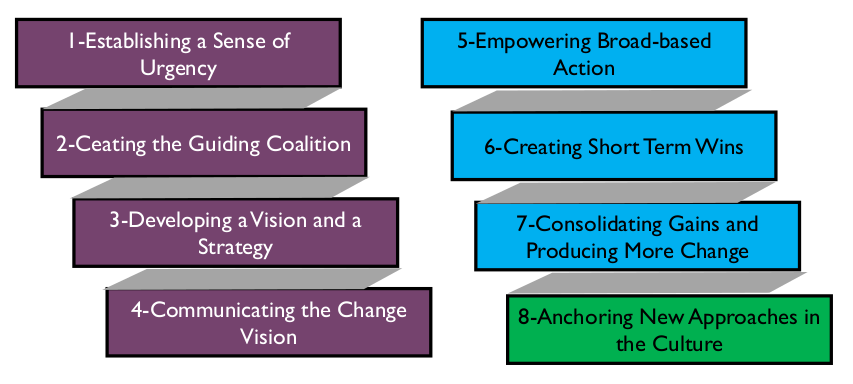 1-Establishing a Sense of
Urgency
2-Ceating the Guiding Coalition
3-Developing a Vision and a
Strategy
4-Communicating the Change
Vision
5-Empowering Broad-based
Action
6-Creating Short Term Wins
7-Consolidating Gains and
Producing More Change
8-Anchoring New Approaches in
the Culture